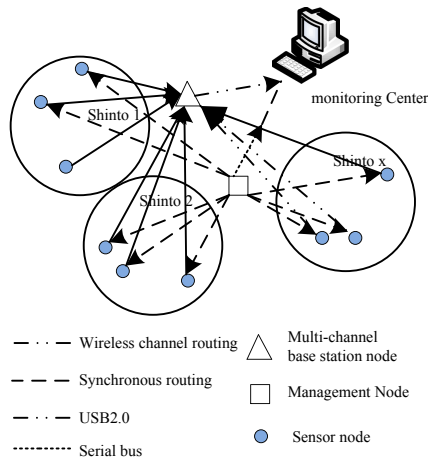 monitoring Center
Shinto 1
Shinto x
Shinto 2
Wireless channel routing
Multi-channel
base station node
Synchronous routing
Management Node
USB2.0
Sensor node
Serial bus